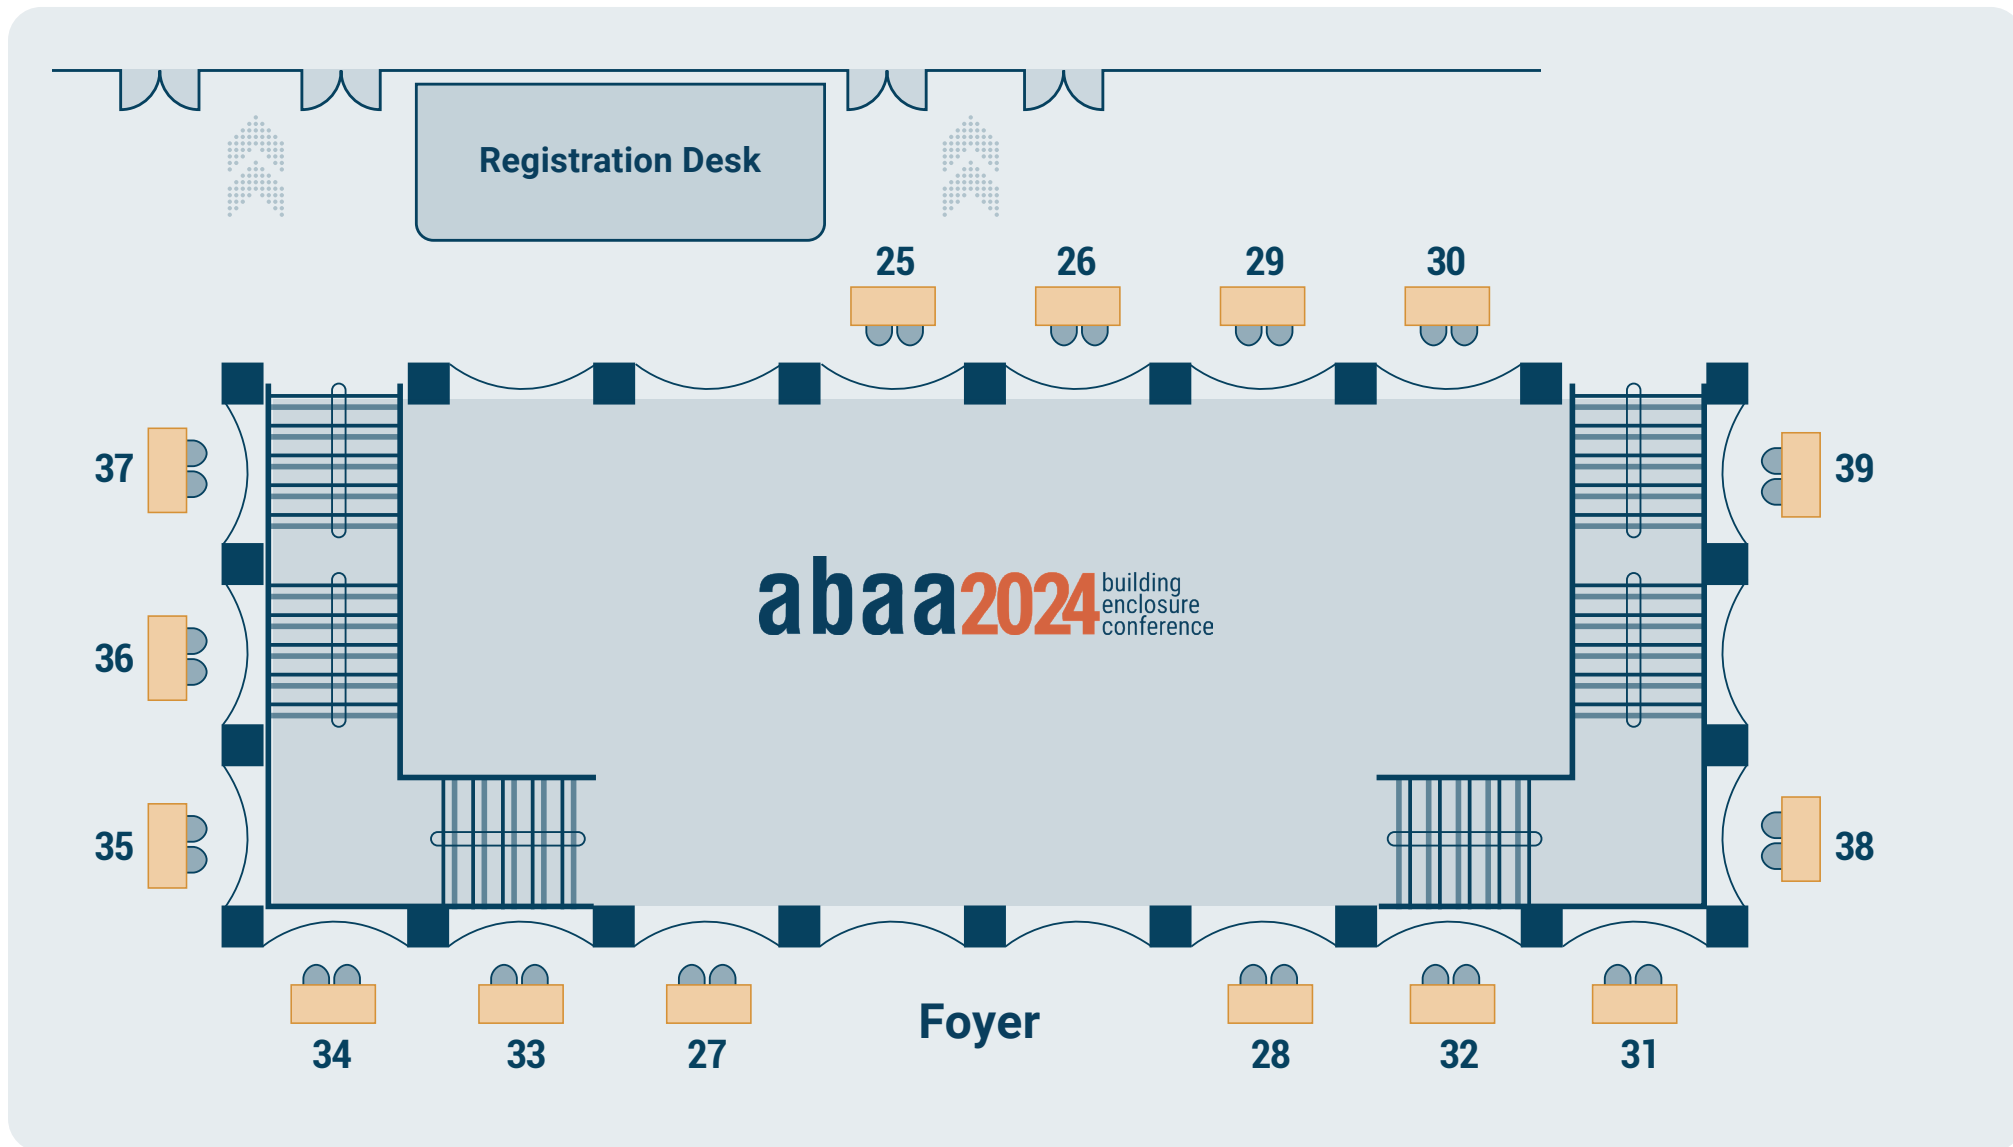 Registration Desk
25 26 29 30
37 39
abaa2024 building
enclosure
conference
36
35 38
Foyer
34 33 27 28 32 31